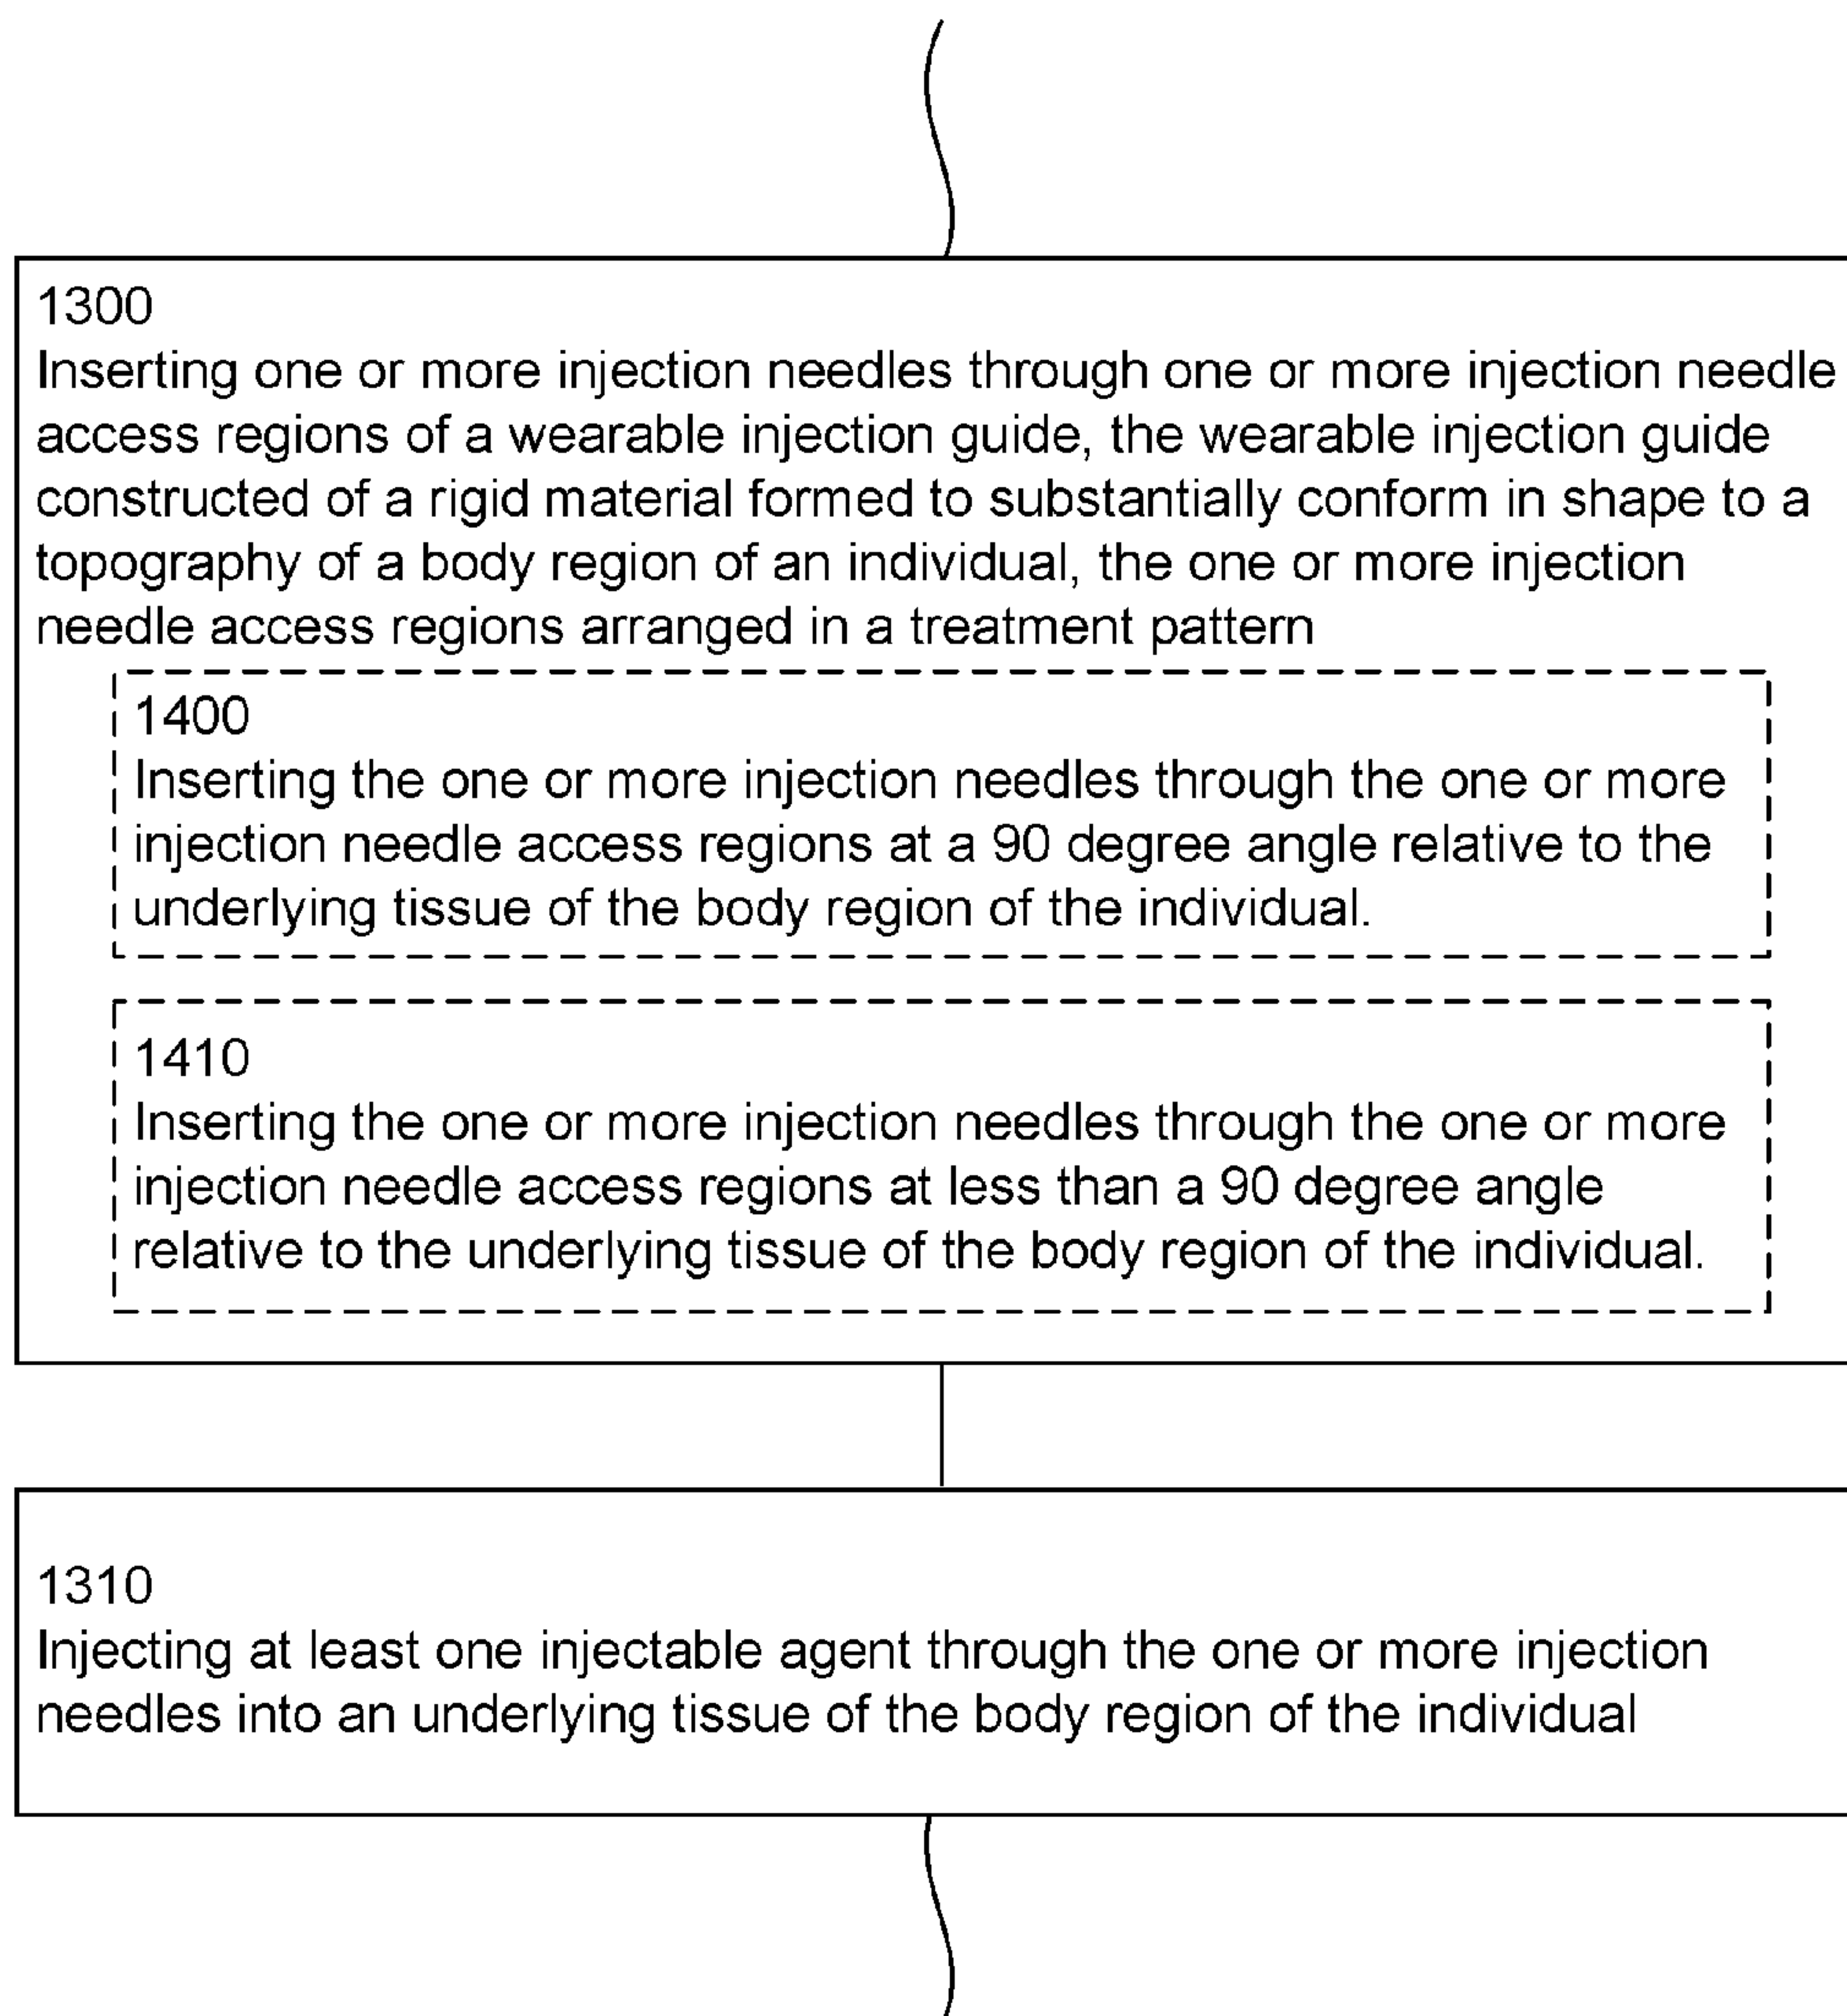 1300
Inserting one or more injection needles through one or more injection needle
access regions of a wearable injection guide, the wearable injection guide
constructed of a rigid material formed to substantially conform in shape to a
topography of a body region of an individual, the one or more injection
needle access regions arranged in a treatment pattern
1400
Inserting the one or more injection needles through the one or more
injection needle access regions at a 90 degree angle relative to the
underlying tissue of the body region of the individual.
1410
Inserting the one or more injection needles through the one or more
injection needle access regions at less than a 90 degree angle
relative to the underlying tissue of the body region of the individual.
1310
Injecting at least one injectable agent through the one or more injection
needles into an underlying tissue of the body region of the individual